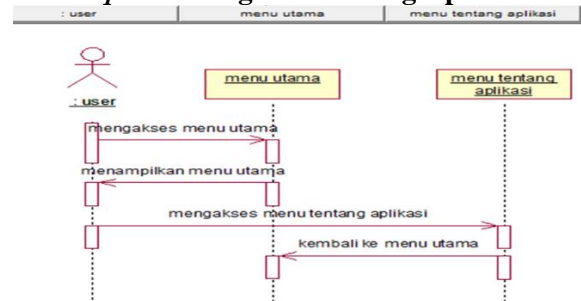 : user menu utama menu tentang aplikasi
: user
menu utama
menu tentang
aplikasi
mengakses menu utama
menampilkan menu utama
mengakses menu tentang aplikasi
kembali ke menu utama